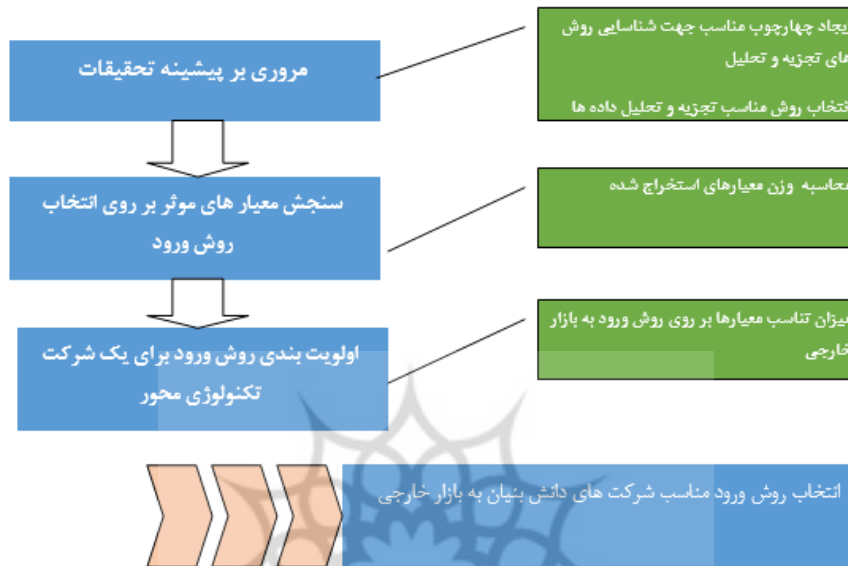 مروری بر پیشینه تحقیقات
یجاد چهارچوب مناسب جهت شناسایی روش
های تجزیه و تحلیل
نتخاب روش مناسب تجزیه و تحلیل داده ها
سنجش معیار های موثر بر روی انتخاب
روش ورود
محاسبه وزن معیارهای استخراج شده
اولویت بندی روش ورود برای یک شرکت
تکنولوژی محور
میزان تناسب معیارها بر روی روش ورود به بازار
خارجی
انتخاب روش ورود مناسب شرکت های دانش بنیان به بازار خارجی